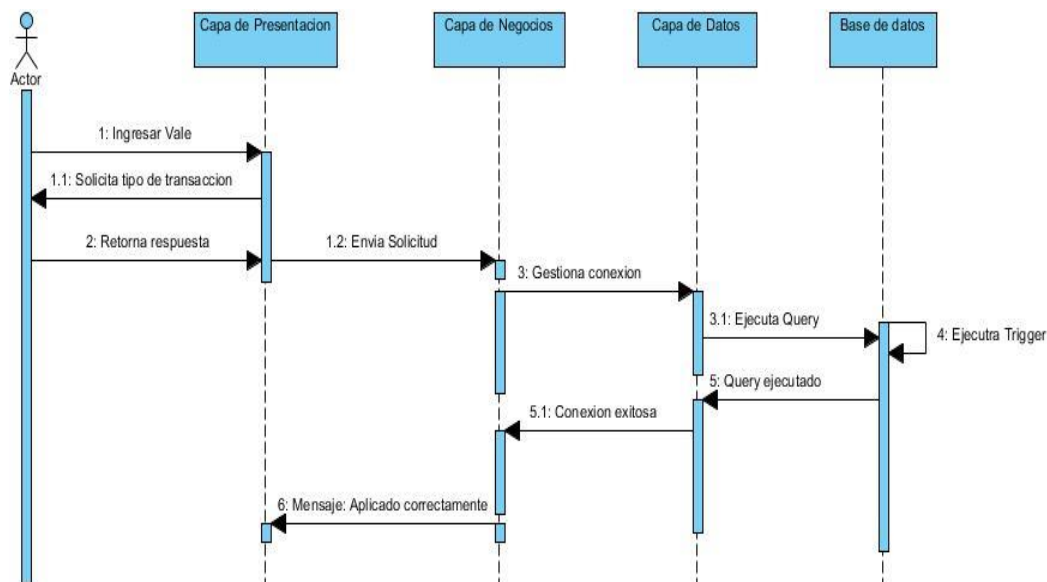 Capa de Presentacion
Capa de Negocios
Capa de Datos
Base de datos
Actor
1: Ingresar Vale
1.1: Solicita tipo de transaccion
2: Retorna respuesta
1.2: Envia Solicitud
3: Gestiona conexion
3.1: Ejecuta Query
4: Ejecutra Trigger
5: Query ejecutado
5.1: Conexion exitosa
6: Mensaje: Aplicado correctamente